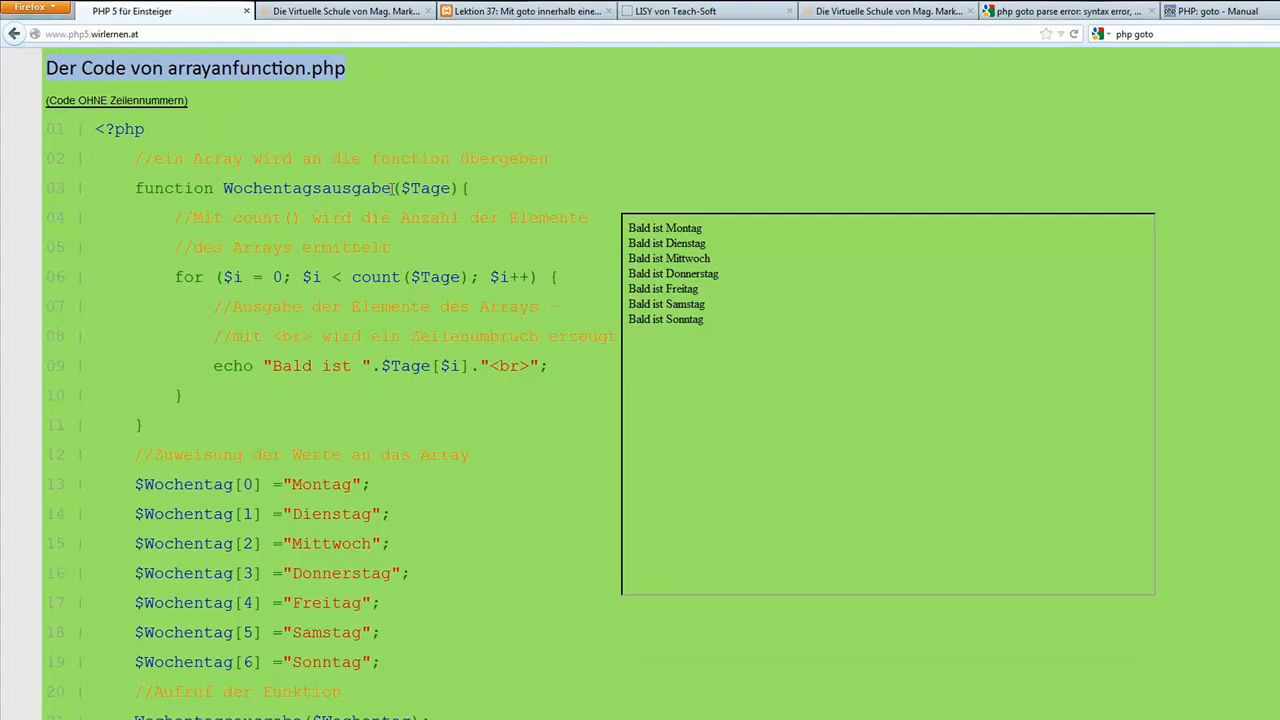 Firefox
PHP 5 für Einsteiger
Die Virtuelle Schule von Mag. Mark...
Lektion 37: Mit goto innerhalb eine...
LISY von Teach-Soft
Die Virtuelle Schule von Mag. Mark...
php goto parse error: syntax error, ...
PHP: goto - Manual
www.php5.wirlernen.at
php goto
Der Code von arrayanfunction.php
(Code OHNE Zeilennummern)
01 | <?php
02 | //ein Array wird an die function übergeben
03 | function Wochentagsausgabe($Tage){
04 | //Mit count() wird die Anzahl der Elemente
05 | //des Arrays ermittelt
06 | for ($i = 0; $i < count($Tage); $i++) {
07 | //Ausgabe der Elemente des Arrays -
08 | //mit <br> wird ein Zeilenumbruch erzeugt
09 | echo "Bald ist ".$Tage[$i]."<br>";
10 | }
11 | }
12 | //Zuweisung der Werte an das Array
13 | $Wochentag[0] ="Montag";
14 | $Wochentag[1] ="Dienstag";
15 | $Wochentag[2] ="Mittwoch";
16 | $Wochentag[3] ="Donnerstag";
17 | $Wochentag[4] ="Freitag";
18 | $Wochentag[5] ="Samstag";
19 | $Wochentag[6] ="Sonntag";
20 | //Aufruf der Funktion
21 | Wochentagsausgabe($Wochentag);
Bald ist Montag
Bald ist Dienstag
Bald ist Mittwoch
Bald ist Donnerstag
Bald ist Freitag
Bald ist Samstag
Bald ist Sonntag